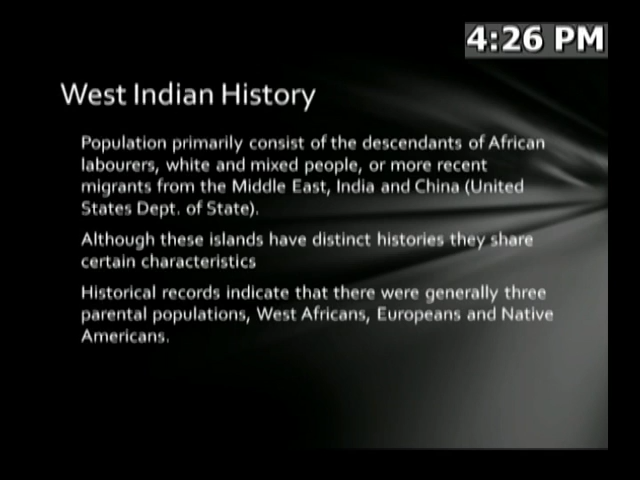 4:26 PM
West Indian History
Population primarily consist of the descendants of African
labourers, white and mixed people, or more recent
migrants from the Middle East, India and China (United
States Dept. of State).
Although these islands have distinct histories they share
certain characteristics
Historical records indicate that there were generally three
parental populations, West Africans, Europeans and Native
Americans.